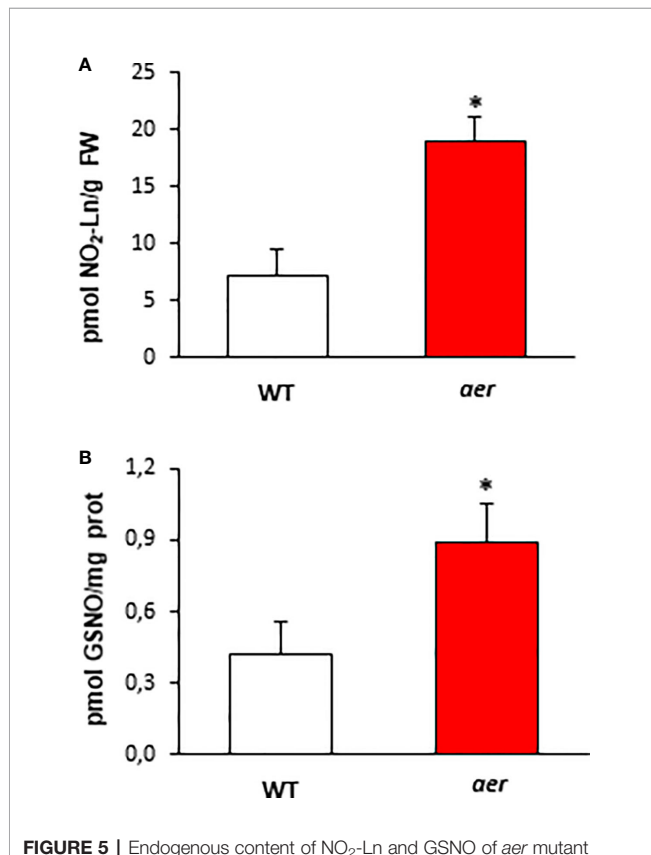 A
25
20
15
10
5
0
pmol NO₂-Ln/g FW
*
WT
aer
B
1,2
0,9
0,6
0,3
0,0
pmol GSNO/mg prot
*
WT
aer
FIGURE 5 | Endogenous content of NO₂-Ln and GSNO of aer mutant